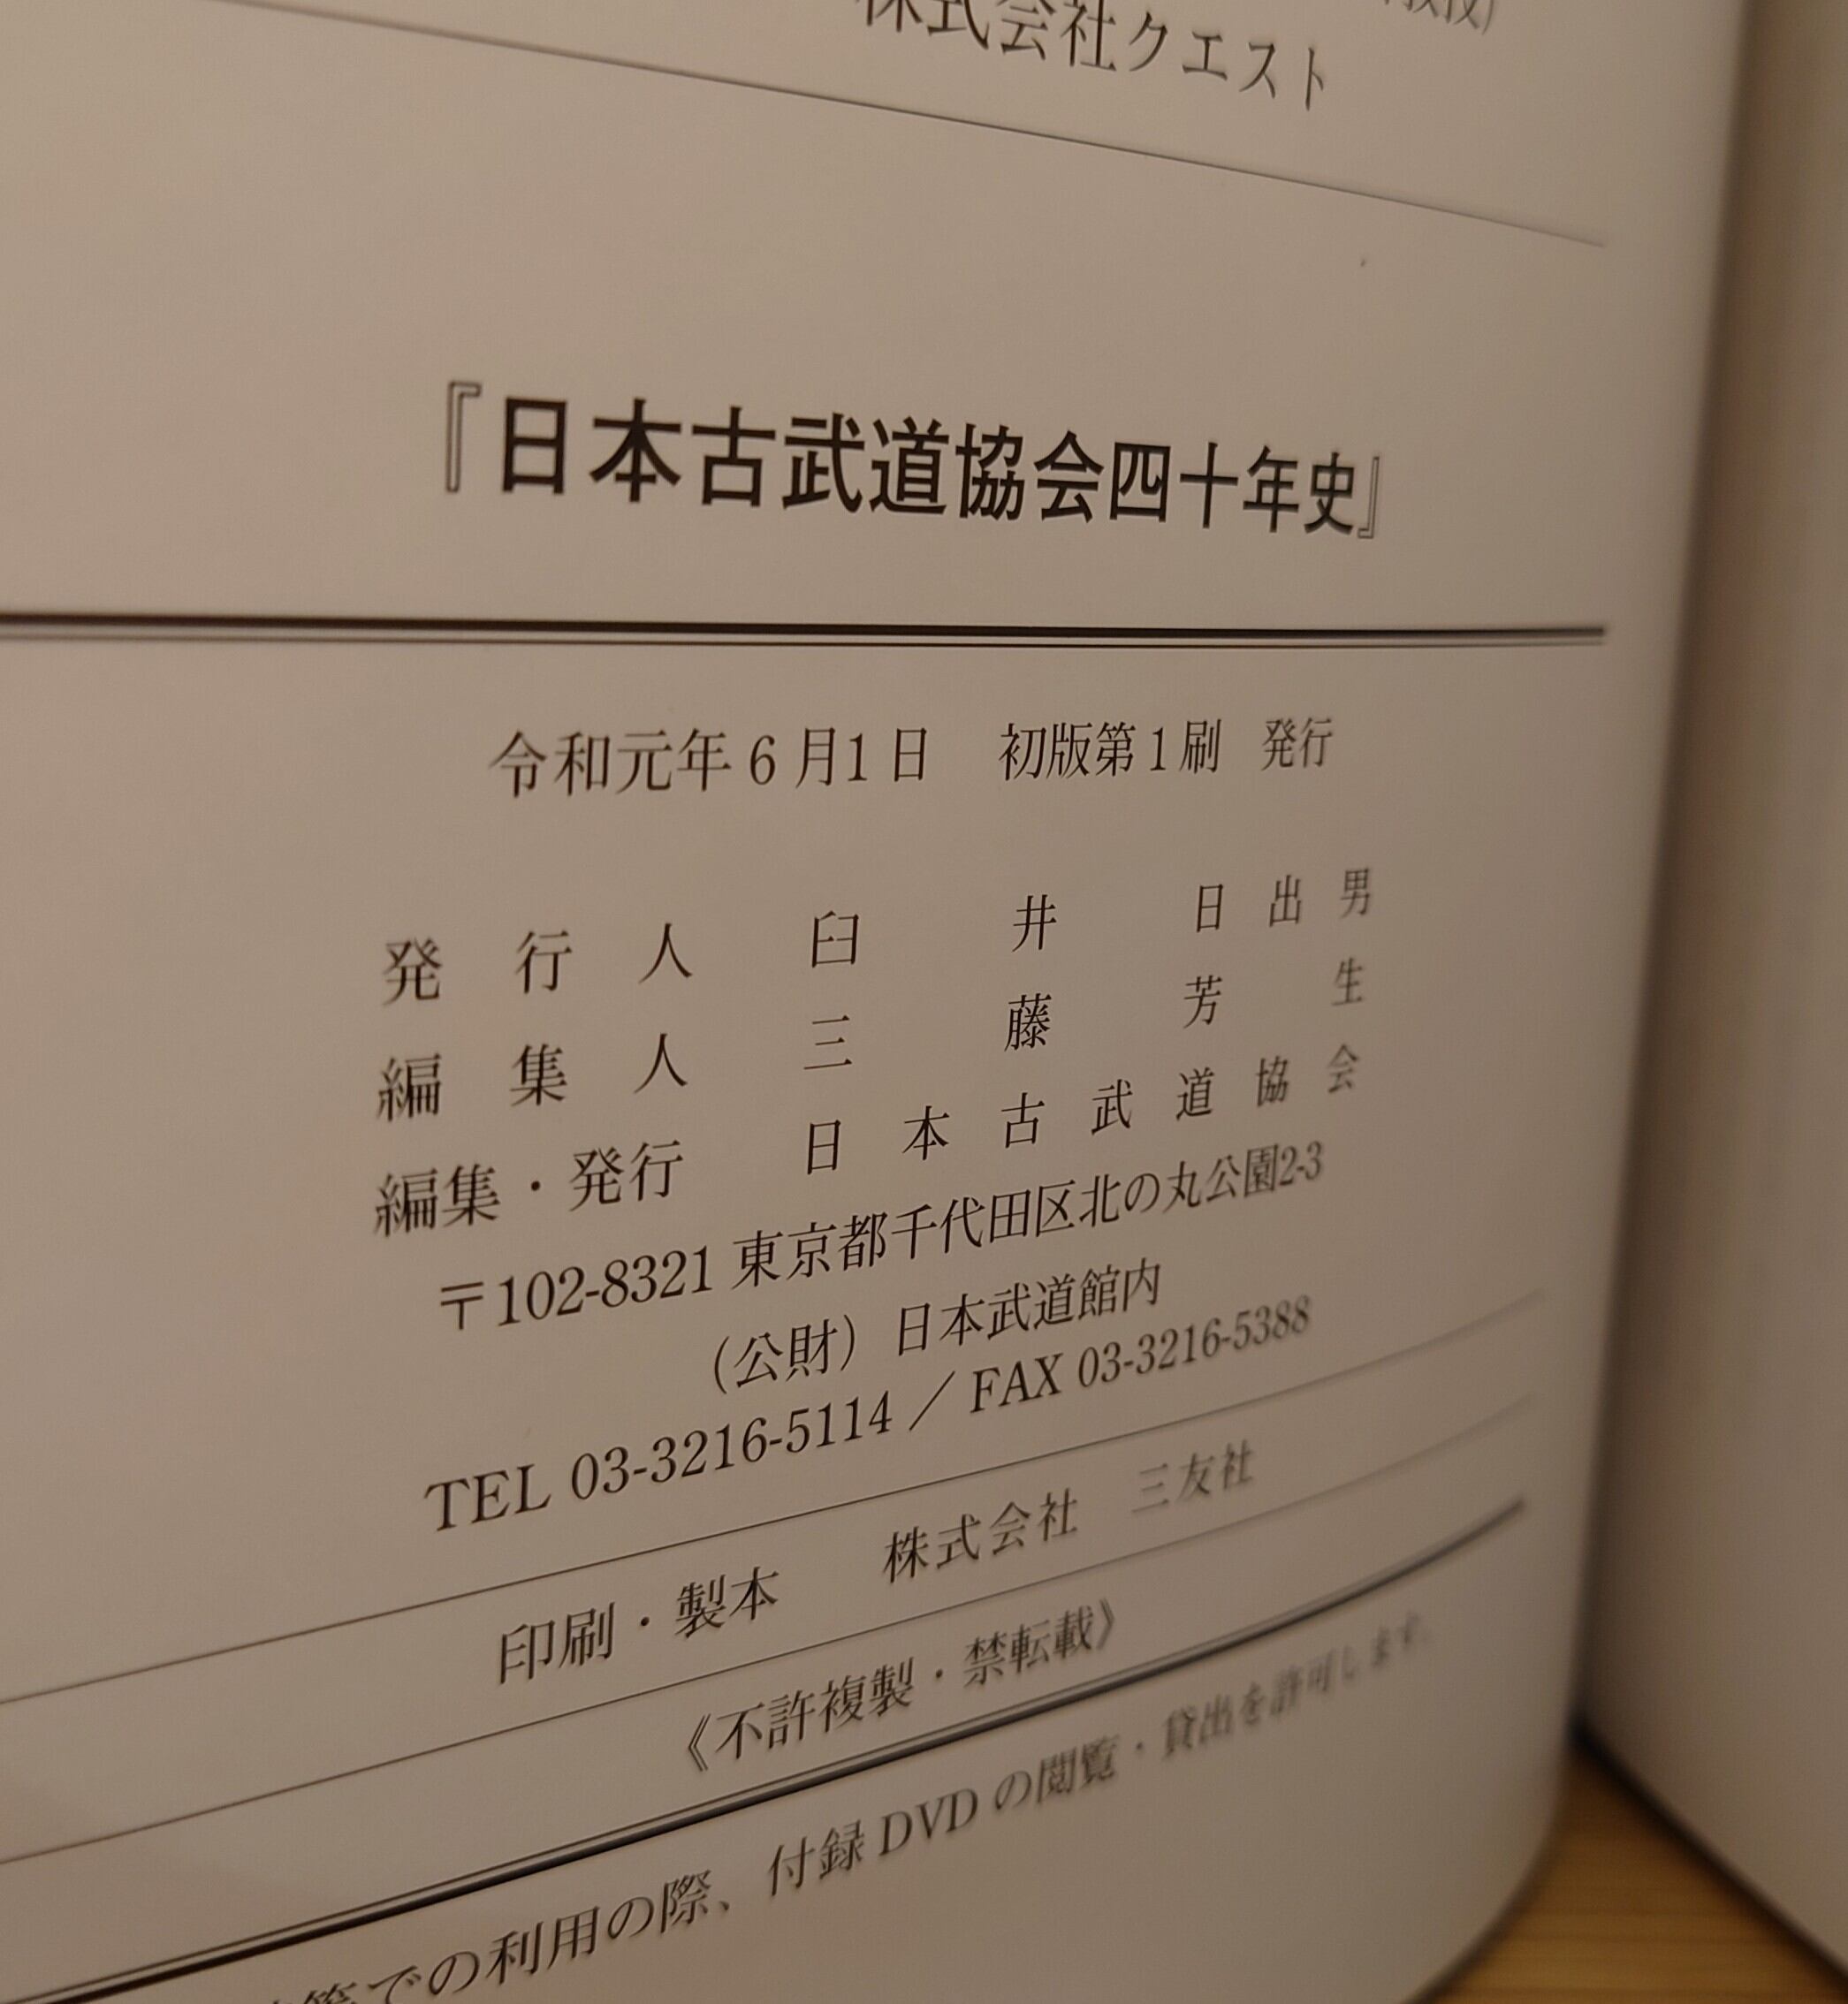 株式会社クエスト
『日本古武道協会四十年史』
令和元年6月1日　初版第1刷　発行
発行人　臼井日出男
編集人　三藤芳生
編集・発行　日本古武道協会
〒102-8321 東京都千代田区北の丸公園2-3
（公財）日本武道館内
TEL 03-3216-5114 ／ FAX 03-3216-5388
印刷・製本　株式会社　三友社
《不許複製・禁転載》
での利用の際、付録DVDの閲覧・貸出を許可します。